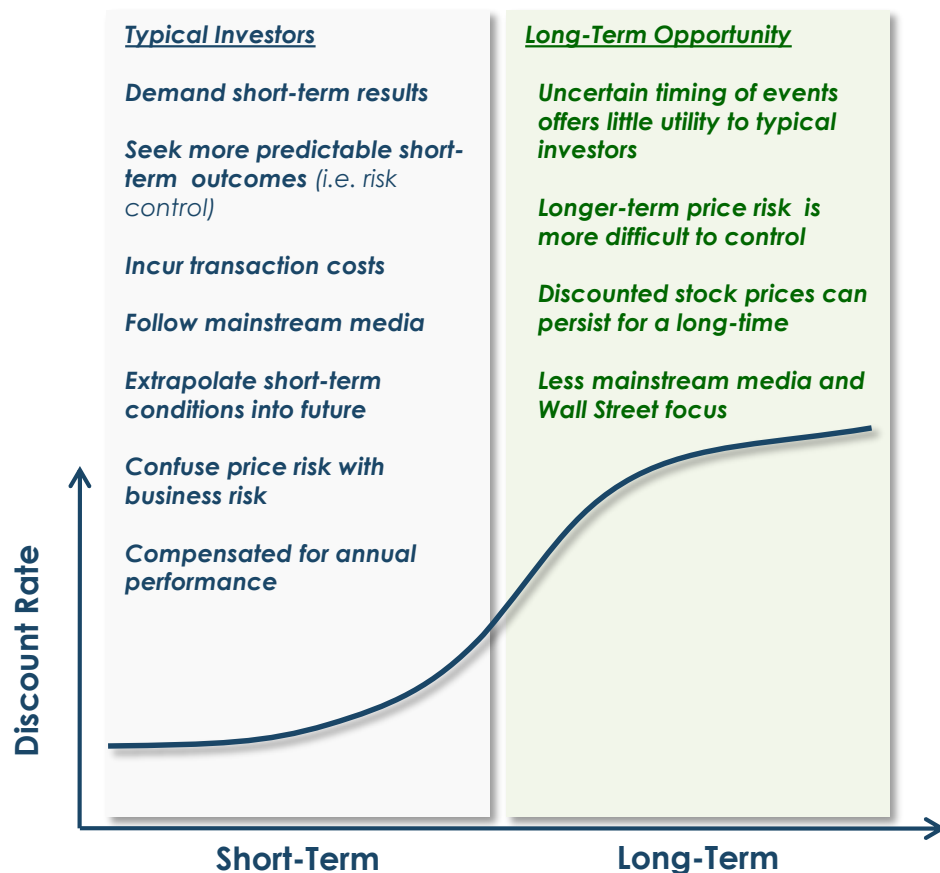 Typical Investors
Demand short-term results
Seek more predictable short-
term outcomes (i.e. risk
control)
Incur transaction costs
Follow mainstream media
Extrapolate short-term
conditions into future
Confuse price risk with
business risk
Compensated for annual
performance
Long-Term Opportunity
Uncertain timing of events
offers little utility to typical
investors
Longer-term price risk is
more difficult to control
Discounted stock prices can
persist for a long-time
Less mainstream media and
Wall Street focus
Discount Rate
Short-Term
Long-Term